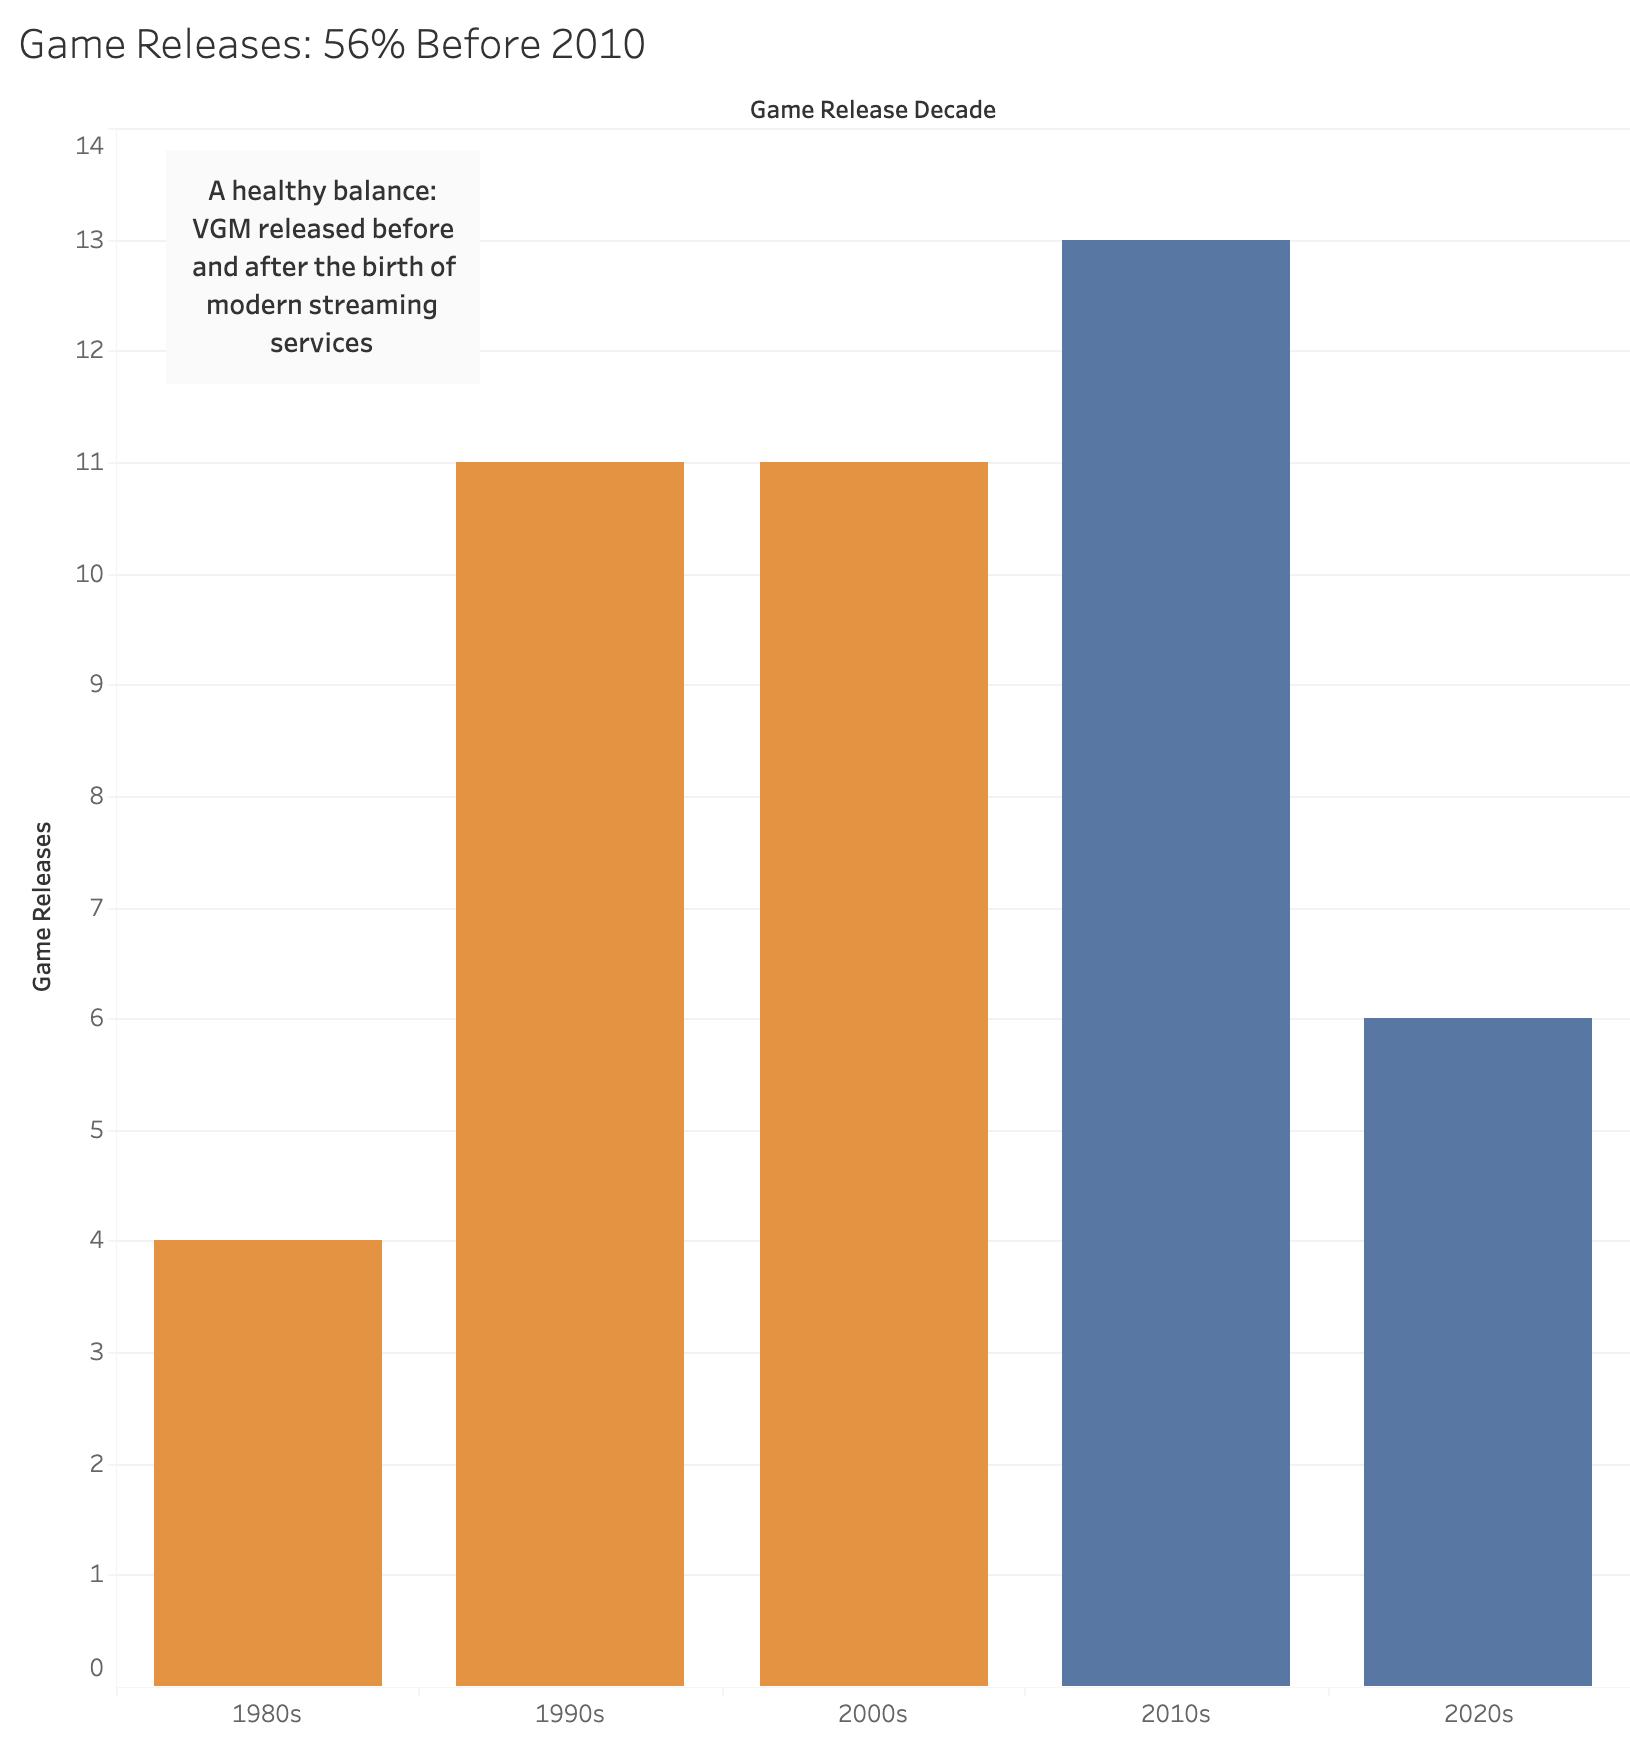 Game Releases: 56% Before 2010
Game Release Decade
14
A healthy balance:
VGM released before
and after the birth of
modern streaming
services
13
12
11
10
9
8
7
6
5
4
3
2
1
0
Game Releases
1980s
1990s
2000s
2010s
2020s